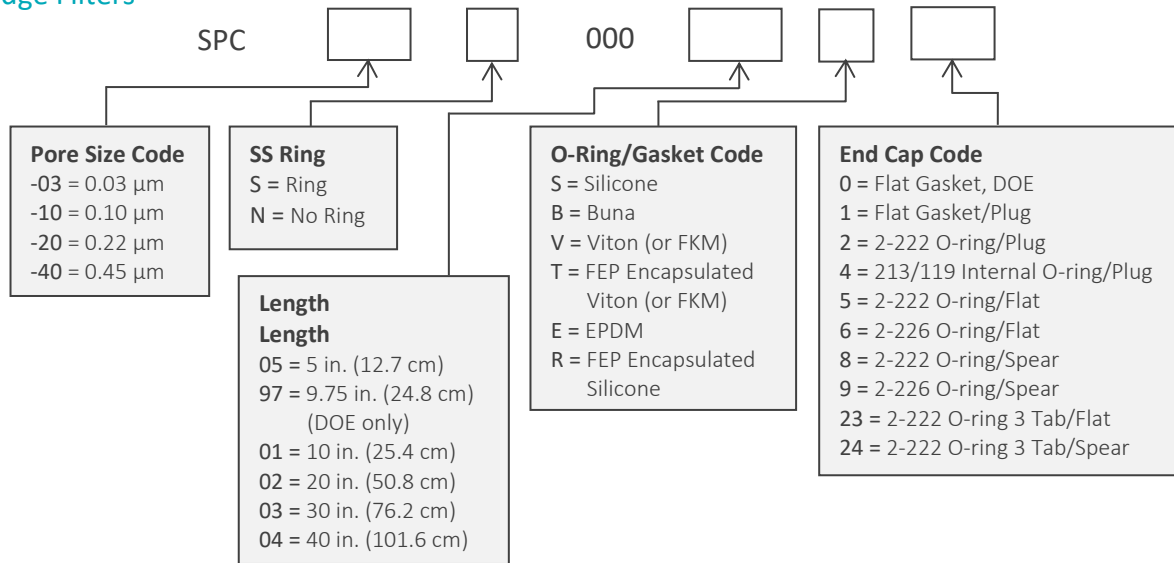 SPC 000
Pore Size Code
-03 = 0.03 µm
-10 = 0.10 µm
-20 = 0.22 µm
-40 = 0.45 µm
SS Ring
S = Ring
N = No Ring
Length
Length
05 = 5 in. (12.7 cm)
97 = 9.75 in. (24.8 cm)
(DOE only)
01 = 10 in. (25.4 cm)
02 = 20 in. (50.8 cm)
03 = 30 in. (76.2 cm)
04 = 40 in. (101.6 cm)
O-Ring/Gasket Code
S = Silicone
B = Buna
V = Viton (or FKM)
T = FEP Encapsulated
Viton (or FKM)
E = EPDM
R = FEP Encapsulated
Silicone
End Cap Code
0 = Flat Gasket, DOE
1 = Flat Gasket/Plug
2 = 2-222 O-ring/Plug
4 = 213/119 Internal O-ring/Plug
5 = 2-222 O-ring/Flat
6 = 2-226 O-ring/Flat
8 = 2-222 O-ring/Spear
9 = 2-226 O-ring/Spear
23 = 2-222 O-ring 3 Tab/Flat
24 = 2-222 O-ring 3 Tab/Spear